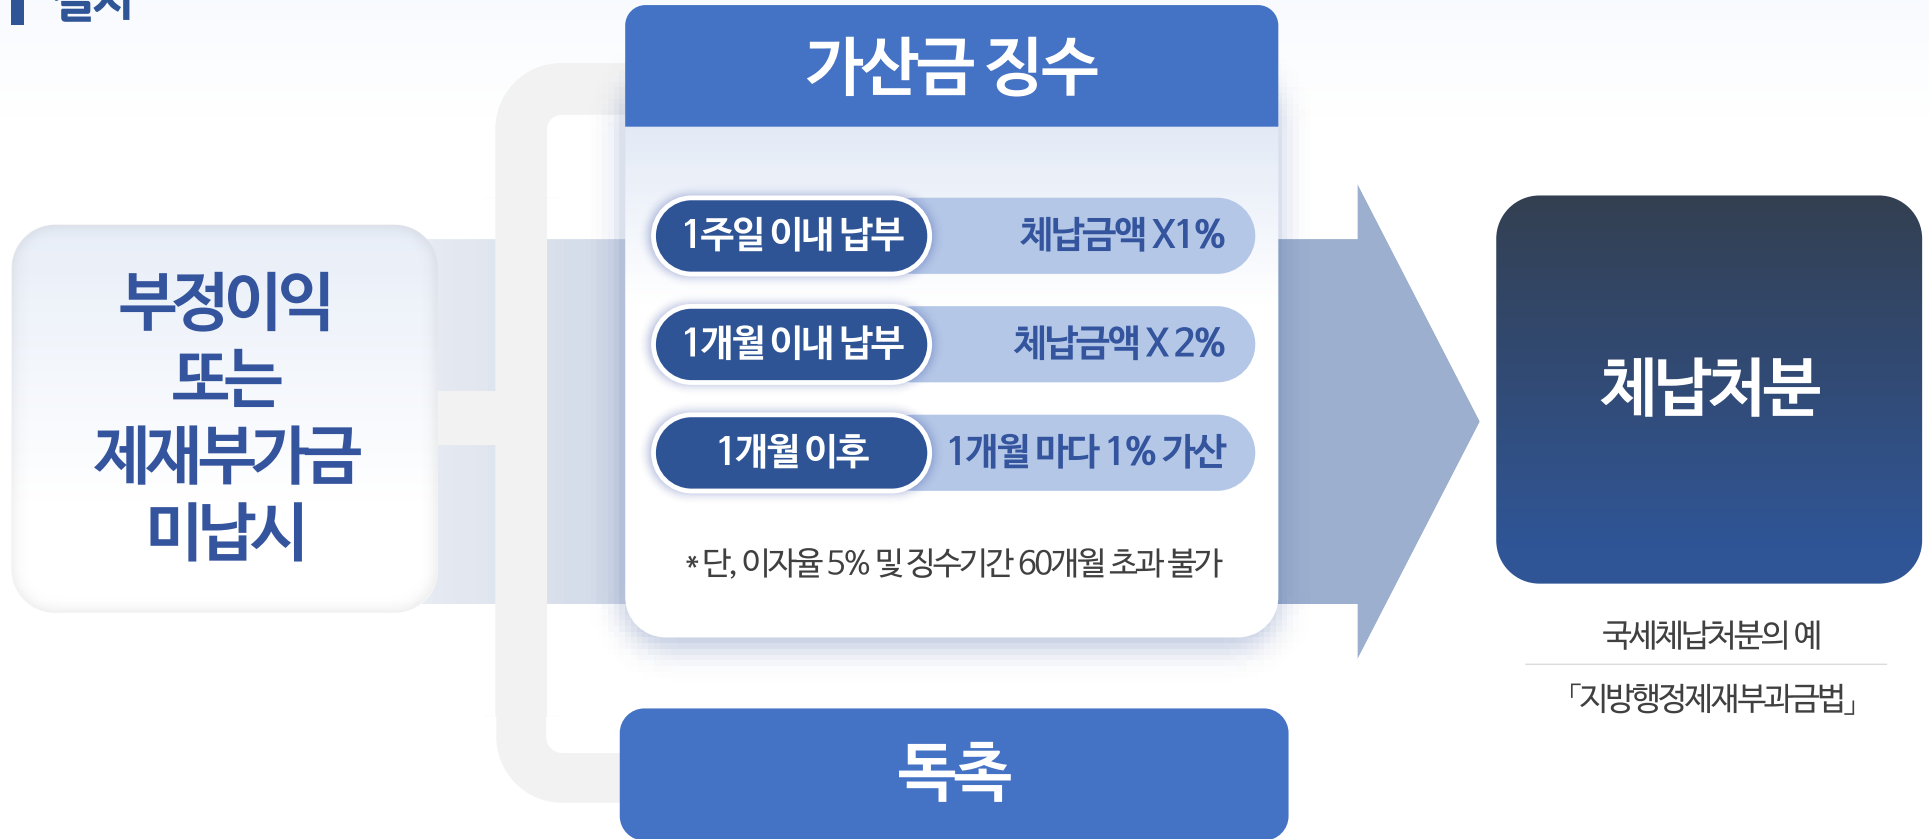 부정이익
또는
제재부가금
미납시
가산금 징수
1주일 이내 납부 체납금액 X1%
1개월 이내 납부 체납금액 X 2%
1개월 이후 1개월 마다 1% 가산
* 단, 이자율 5% 및 징수기간 60개월 초과 불가
독촉
체납처분
국세체납처분의 예
「지방행정제재부과금법」